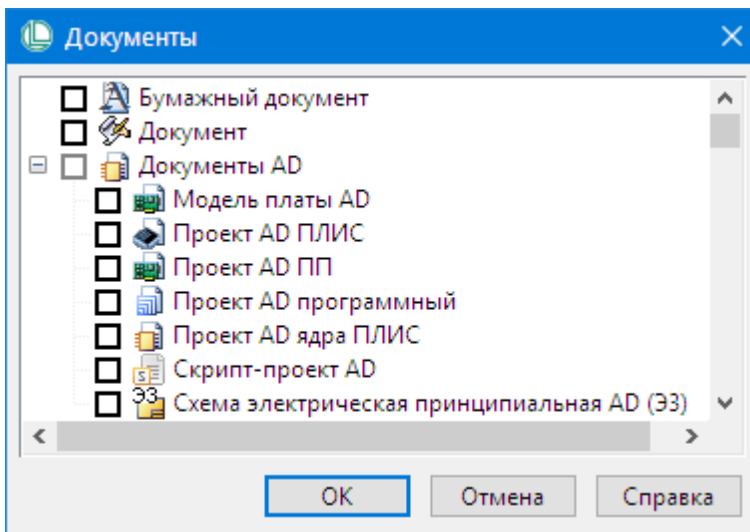 Документы
Бумажный документ
Документ
Документы AD
Модель платы AD
Проект AD ПЛИС
Проект AD ПП
Проект AD программный
Проект AD ядра ПЛИС
Скрипт-проект AD
Э3 Схема электрическая принципиальная AD (Э3)
OK Отмена Справка